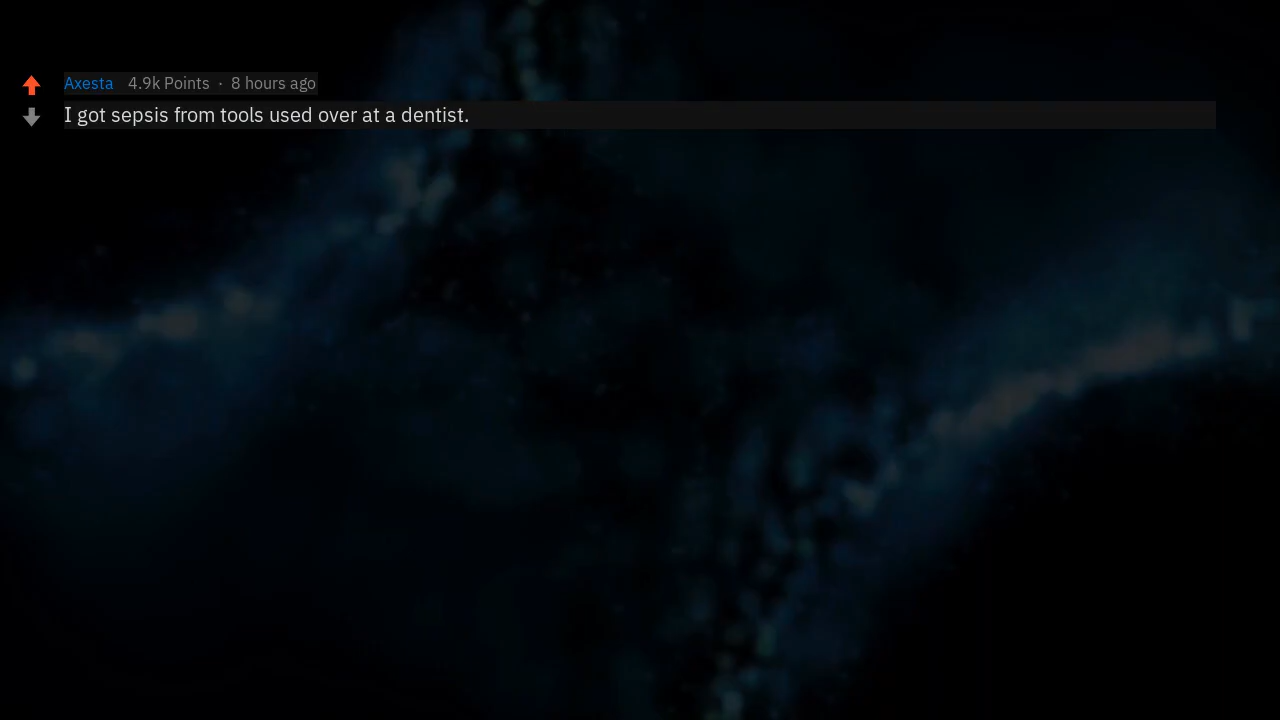 Axesta 4.9k Points · 8 hours ago
I got sepsis from tools used over at a dentist.